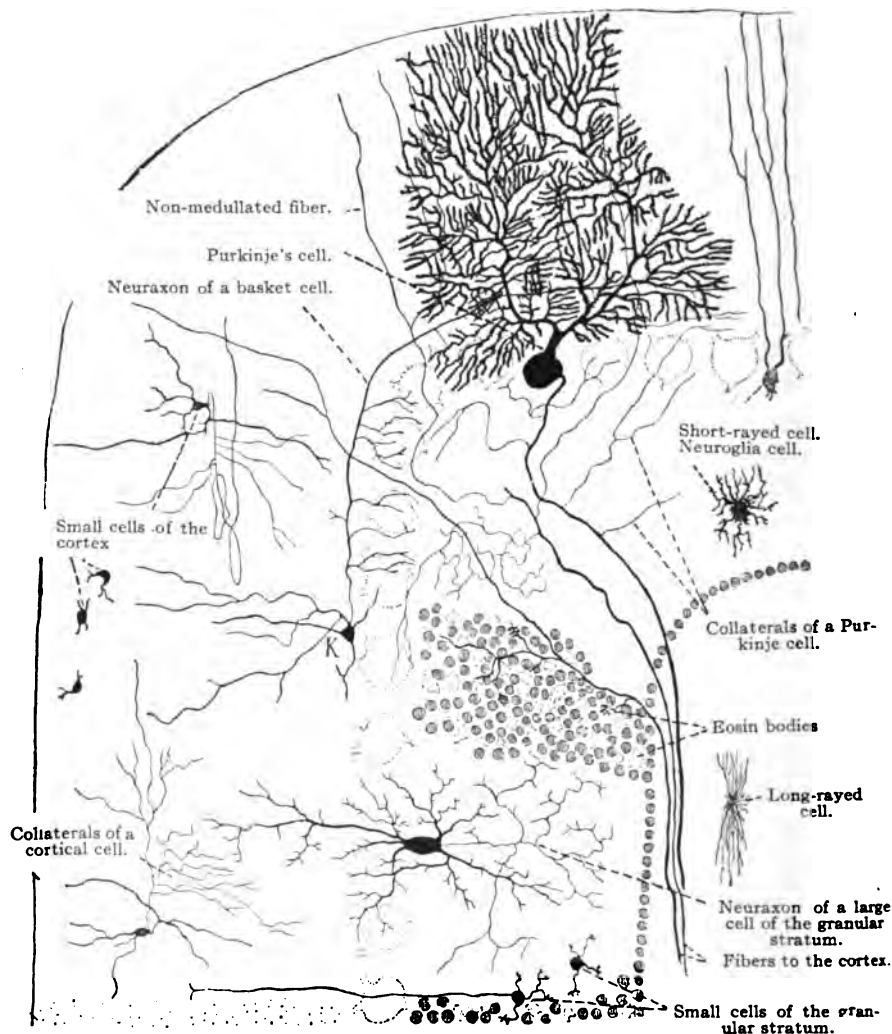 Non-medullated fiber.
Purkinje's cell.
Neuraxon of a basket cell.
Short-rayed cell.
Neuroglia cell.
Small cells of the
cortex
K
Collaterals of a Pur-
kinje cell.
Eosin bodies
Long-rayed
cell.
Collaterals of a
cortical cell.
Neuraxon of a large
cell of the granular
stratum.
Fibers to the cortex.
Small cells of the gran-
ular stratum.